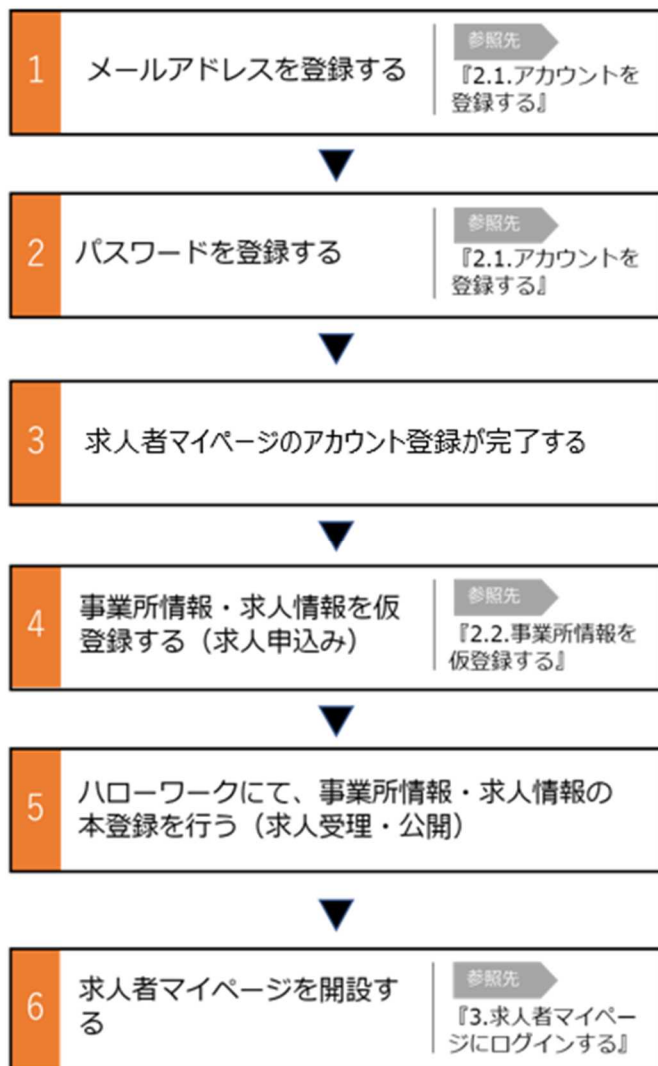 1
メールアドレスを登録する
参照先
『2.1.アカウントを
登録する』
2
パスワードを登録する
参照先
『2.1.アカウントを
登録する』
3
求人者マイページのアカウント登録が完了する
4
事業所情報・求人情報を仮
登録する（求人申込み）
参照先
『2.2.事業所情報を
仮登録する』
5
ハローワークにて、事業所情報・求人情報の
本登録を行う（求人受理・公開）
6
求人者マイページを開設す
る
参照先
『3.求人者マイペー
ジにログインする』